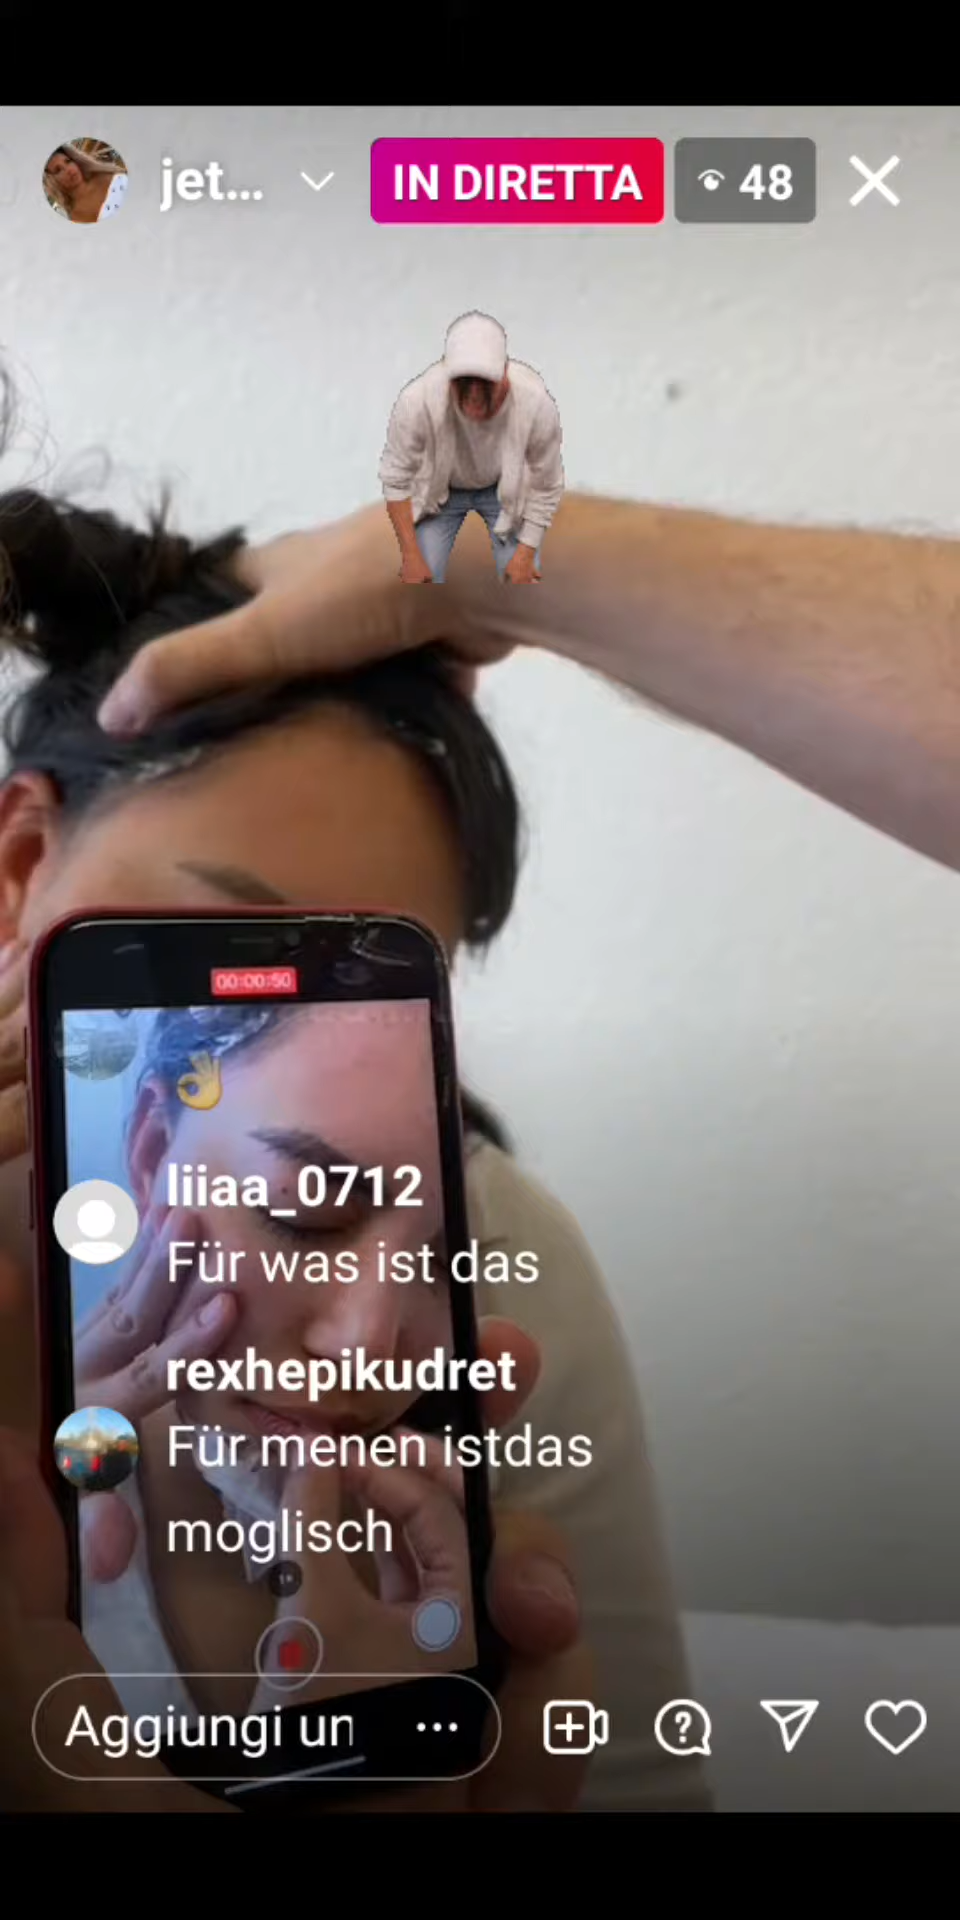 jet...
IN DIRETTA
48
00:00:50
liiaa_0712
Für was ist das
rexhepikudret
Für menen istdas
moglisch
Aggiungi un